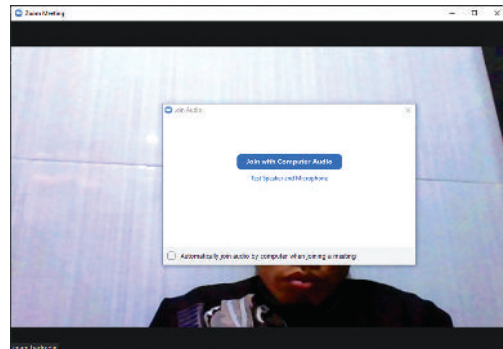 Zoom Meeting
Join Audio
Join with Computer Audio
Test Speaker and Microphone
Automatically join audio by computer when joining a meeting